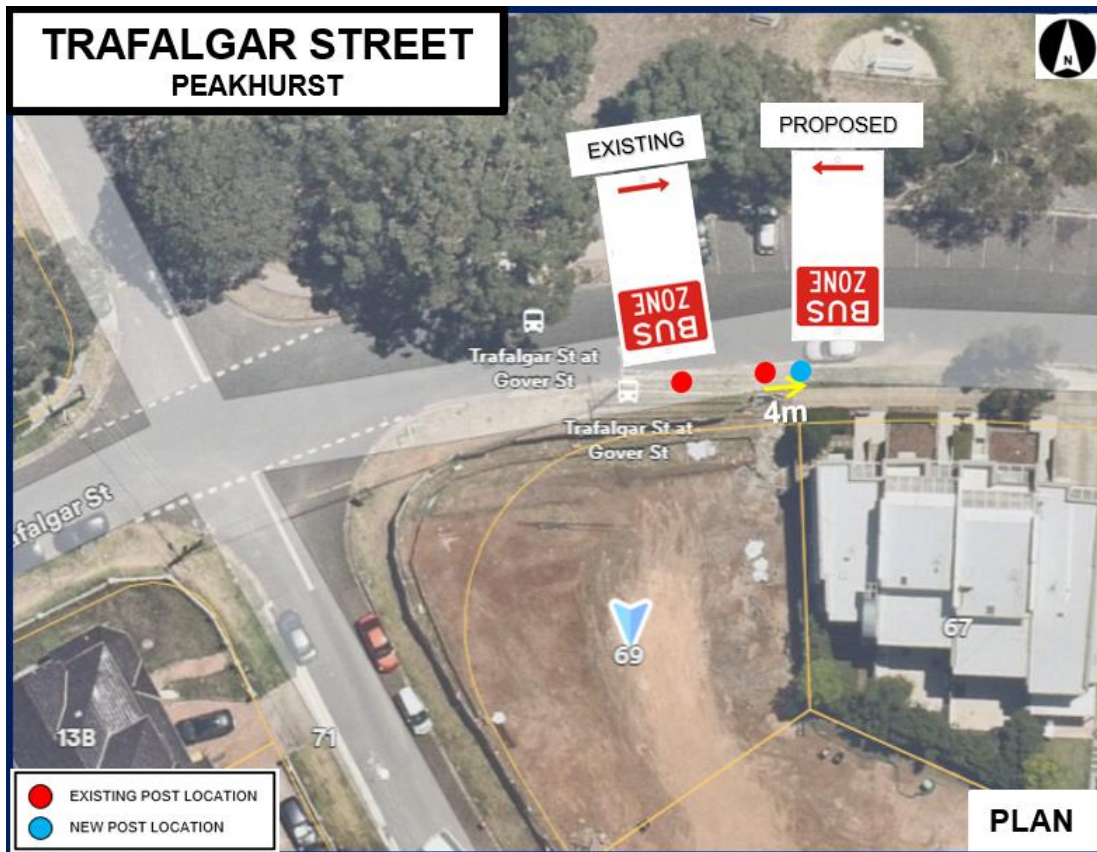 TRAFALGAR STREET
PEAKHURST
N
EXISTING
PROPOSED
BUS
ZONE
BUS
ZONE
Trafalgar St at
Gover St
Trafalgar St at
Gover St
4m
afalgar St
69
67
13B
71
EXISTING POST LOCATION
NEW POST LOCATION
PLAN